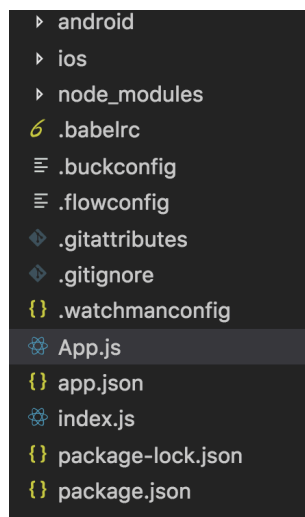 android
ios
node_modules
.babelrc
.buckconfig
.flowconfig
.gitattributes
.gitignore
.watchmanconfig
App.js
app.json
index.js
package-lock.json
package.json